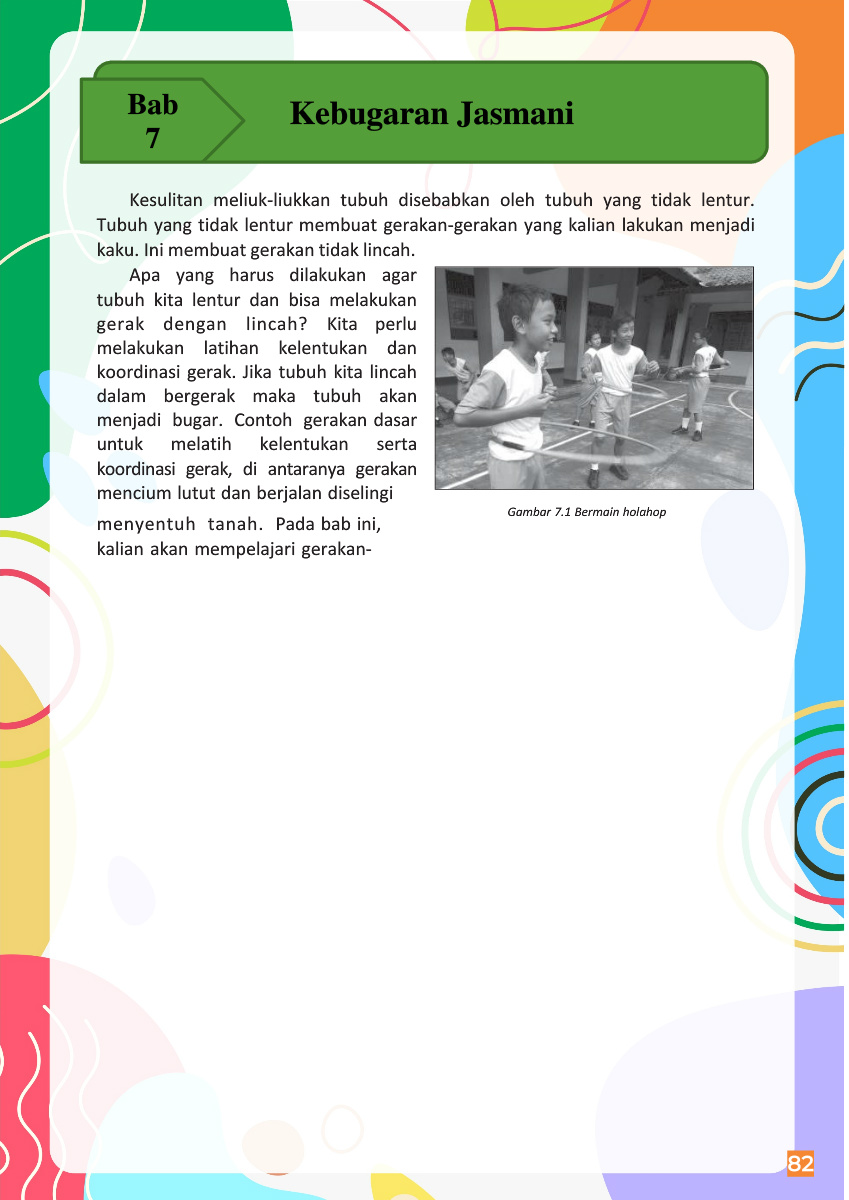 Bab
7
Kebugaran Jasmani
Kesulitan meliuk-liukkan tubuh disebabkan oleh tubuh yang tidak lentur.
Tubuh yang tidak lentur membuat gerakan-gerakan yang kalian lakukan menjadi
kaku. Ini membuat gerakan tidak lincah.
Apa yang harus dilakukan agar
tubuh kita lentur dan bisa melakukan
gerak dengan lincah? Kita perlu
melakukan latihan kelentukan dan
koordinasi gerak. Jika tubuh kita lincah
dalam bergerak maka tubuh akan
menjadi bugar. Contoh gerakan dasar
untuk melatih kelentukan serta
koordinasi gerak, di antaranya gerakan
mencium lutut dan berjalan diselingi
menyentuh tanah. Pada bab ini,
kalian akan mempelajari gerakan-
Gambar 7.1 Bermain holahop
82